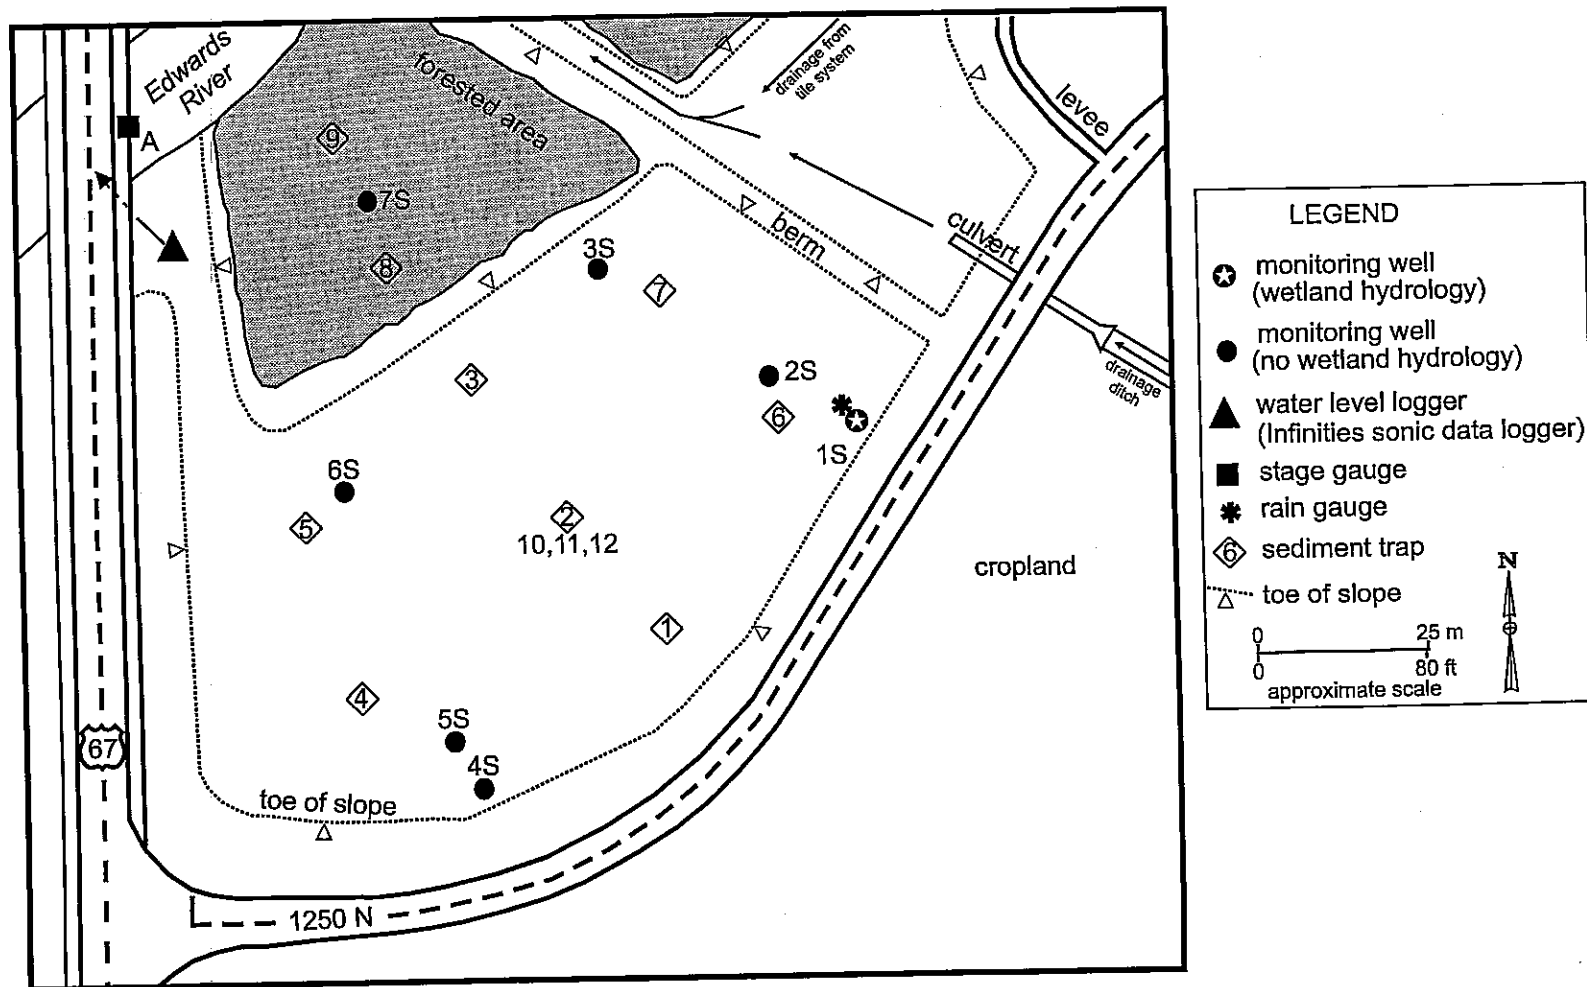 Edwards
River
A
forested area
drainage from
tile system
levee
9
7S
8
3S
7
berm
culvert
drainage
ditch
3
2S
6
1S
6S
5
2
10,11,12
cropland
1
4
5S
4S
67
toe of slope
1250 N
LEGEND
monitoring well
(wetland hydrology)
monitoring well
(no wetland hydrology)
water level logger
(Infinities sonic data logger)
stage gauge
rain gauge
6 sediment trap
toe of slope
N
0 25 m
0 80 ft
approximate scale